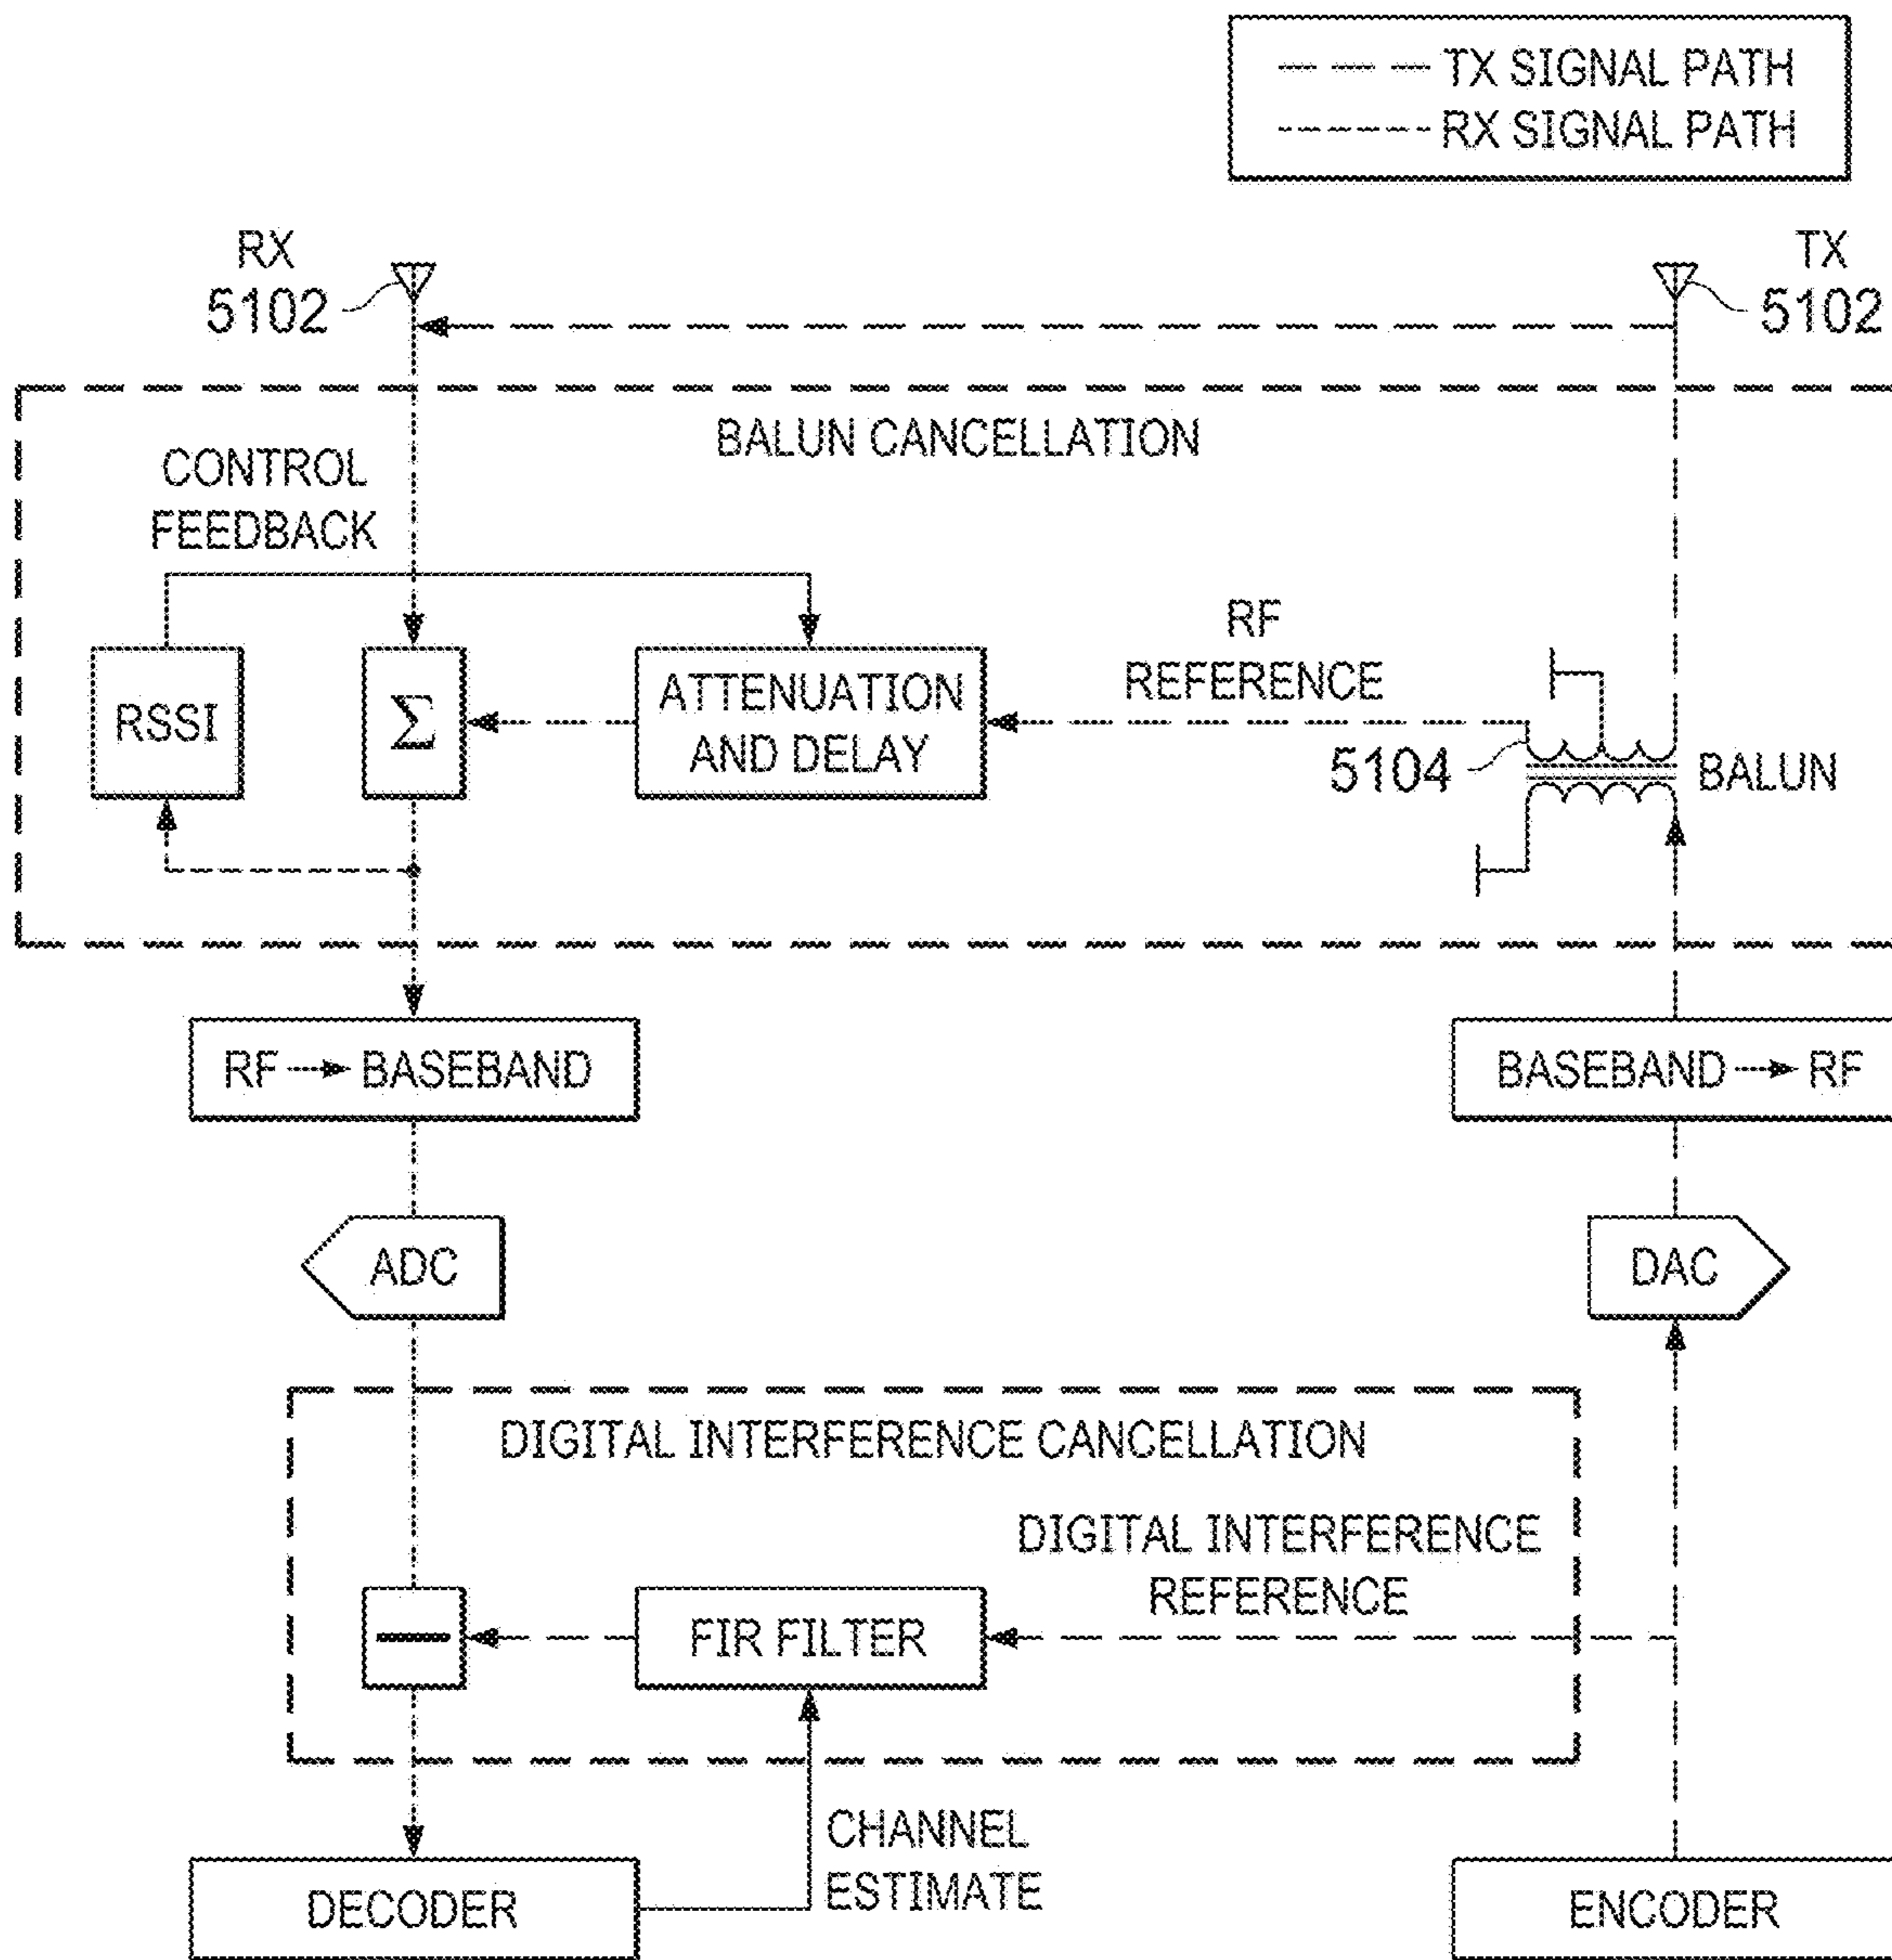 TX SIGNAL PATH
RX SIGNAL PATH
RX
5102
TX
5102
BALUN CANCELLATION
CONTROL
FEEDBACK
RF
REFERENCE
RSSI
Σ
ATTENUATION
AND DELAY
5104
BALUN
RF → BASEBAND
BASEBAND → RF
ADC
DAC
DIGITAL INTERFERENCE CANCELLATION
DIGITAL INTERFERENCE
REFERENCE
FIR FILTER
CHANNEL
ESTIMATE
DECODER
ENCODER